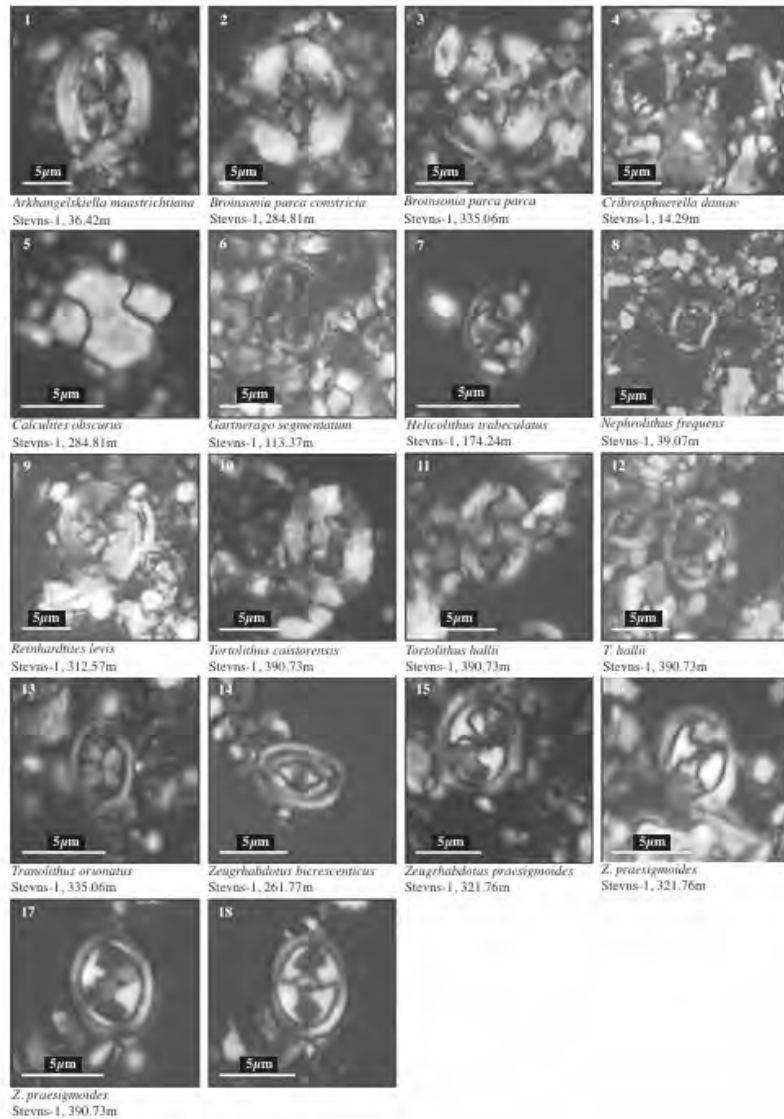 1
5µm
Arkhangelskiella maastrichtiana
Stevns-1, 36.42m
2
5µm
Broinsonia parca constricta
Stevns-1, 284.81m
3
5µm
Broinsonia parca parca
Stevns-1, 335.06m
4
5µm
Cribrosphaerella daniae
Stevns-1, 14.29m
5
5µm
Calculites obscurus
Stevns-1, 284.81m
6
5µm
Gartnerago segmentatum
Stevns-1, 113.37m
7
5µm
Helicolithus trabeculatus
Stevns-1, 174.24m
8
5µm
Nephrolithus frequens
Stevns-1, 39.07m
9
5µm
Reinhardtites levis
Stevns-1, 312.57m
10
5µm
Tortolithus caistorensis
Stevns-1, 390.73m
11
5µm
Tortolithus hallii
Stevns-1, 390.73m
12
5µm
T. hallii
Stevns-1, 390.73m
13
5µm
Tranolithus orionatus
Stevns-1, 335.06m
14
5µm
Zeugrhabdotus bicrescenticus
Stevns-1, 261.77m
15
5µm
Zeugrhabdotus praesigmoides
Stevns-1, 321.76m
5µm
Z. praesigmoides
Stevns-1, 321.76m
17
5µm
Z. praesigmoides
Stevns-1, 390.73m
18
5µm